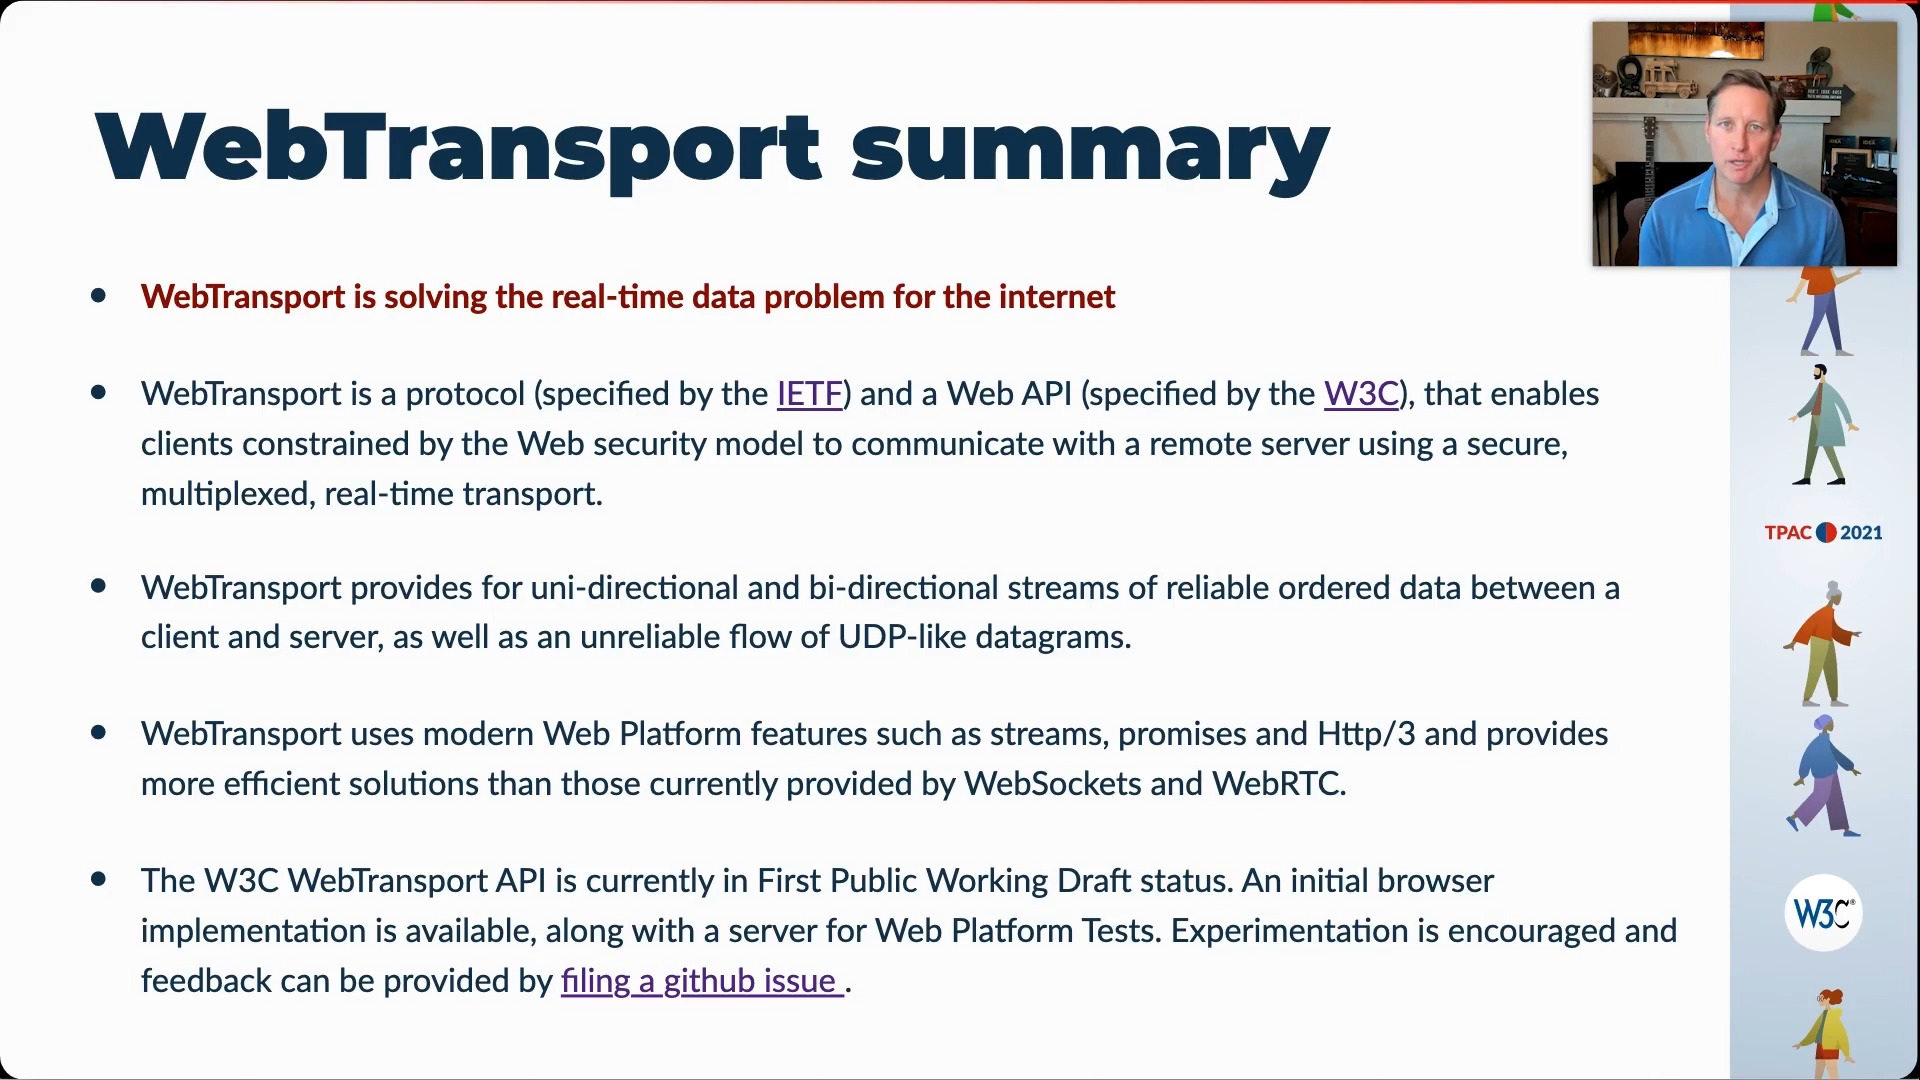 WebTransport summary
• WebTransport is solving the real-time data problem for the internet
• WebTransport is a protocol (specified by the IETF) and a Web API (specified by the W3C), that enables
clients constrained by the Web security model to communicate with a remote server using a secure,
multiplexed, real-time transport.
• WebTransport provides for uni-directional and bi-directional streams of reliable ordered data between a
client and server, as well as an unreliable flow of UDP-like datagrams.
• WebTransport uses modern Web Platform features such as streams, promises and Http/3 and provides
more efficient solutions than those currently provided by WebSockets and WebRTC.
• The W3C WebTransport API is currently in First Public Working Draft status. An initial browser
implementation is available, along with a server for Web Platform Tests. Experimentation is encouraged and
feedback can be provided by filing a github issue .
TPAC 2021
W3C®